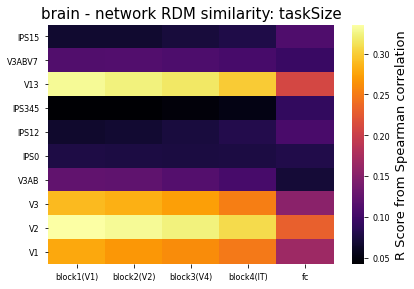 brain - network RDM similarity: taskSize
IPS15
V3ABV7
V13
IPS345
IPS12
IPS0
V3AB
V3
V2
V1
block1(V1) block2(V2) block3(V4) block4(IT) fc
0.30
0.25
0.20
0.15
0.10
0.05
R Score from Spearman correlation